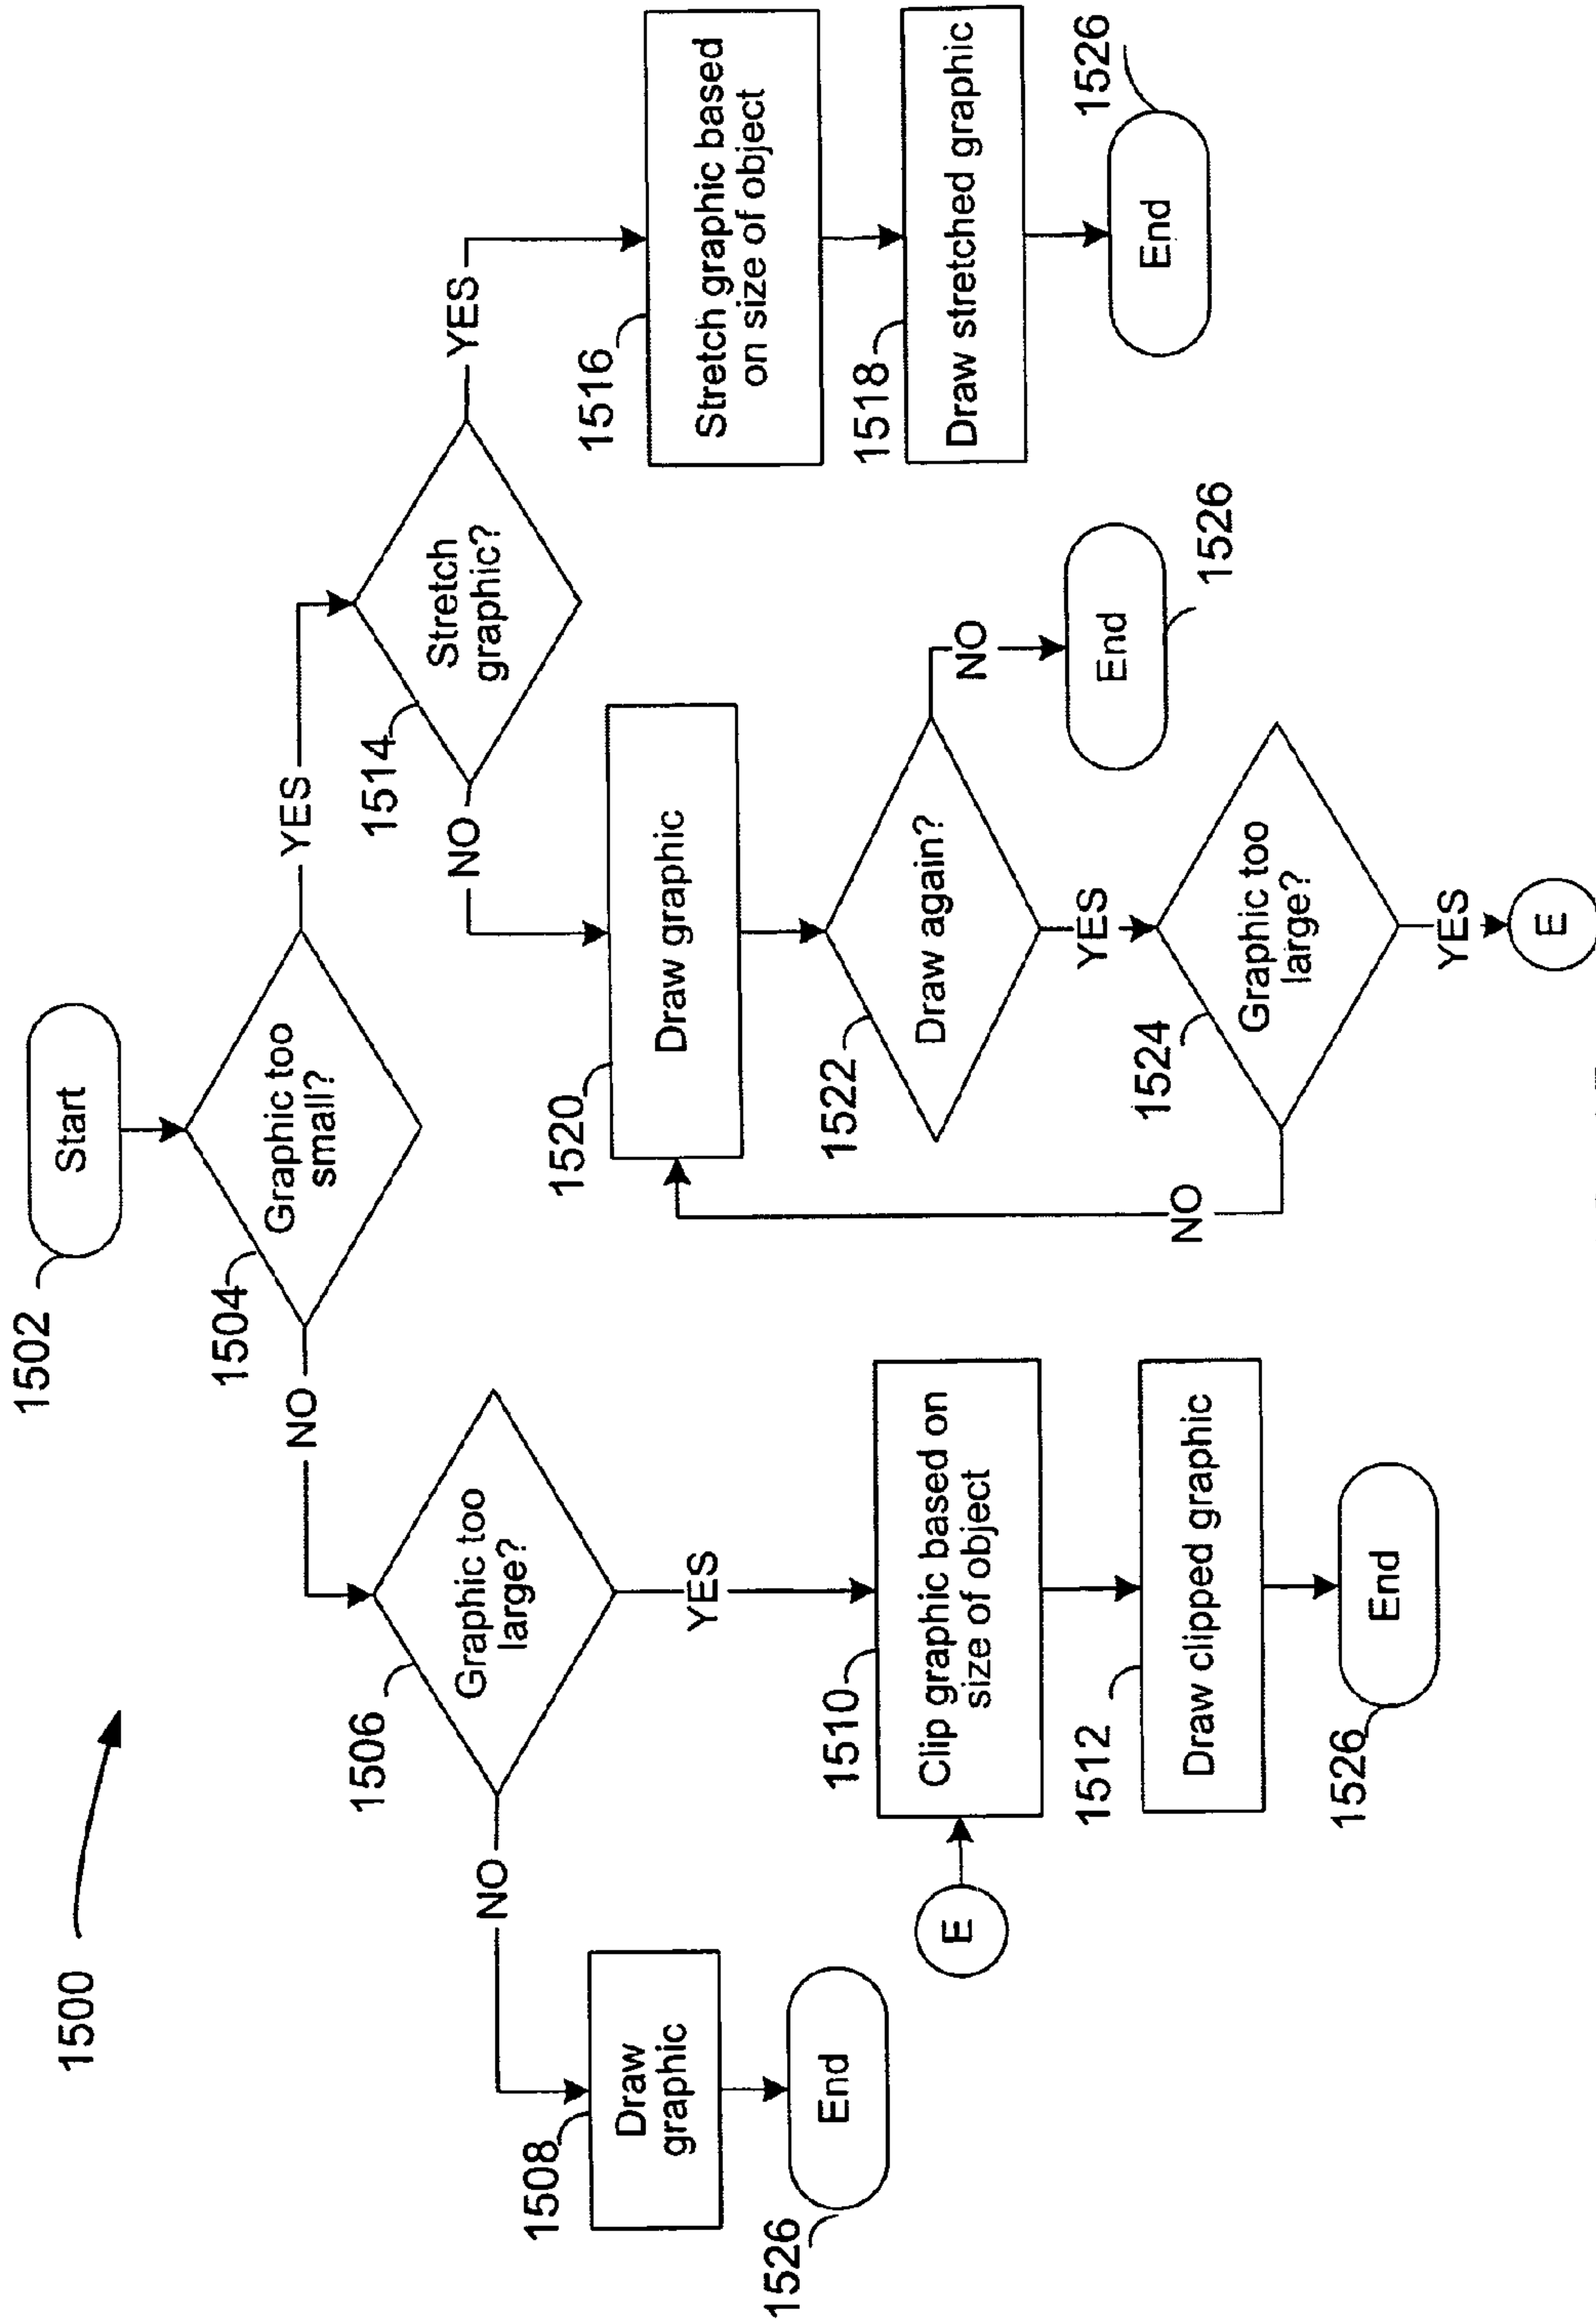 1500
1502
Start
1504
Graphic too
small?
NO
YES
1506
Graphic too
large?
NO
YES
1508
Draw
graphic
End
1526
E
1510
Clip graphic based on
size of object
1512
Draw clipped graphic
End
1526
1514
Stretch
graphic?
NO
YES
1520
Draw graphic
1522
Draw again?
NO
End
1526
YES
1524
Graphic too
large?
NO
YES
E
1516
Stretch graphic based
on size of object
1518
Draw stretched graphic
End
1526